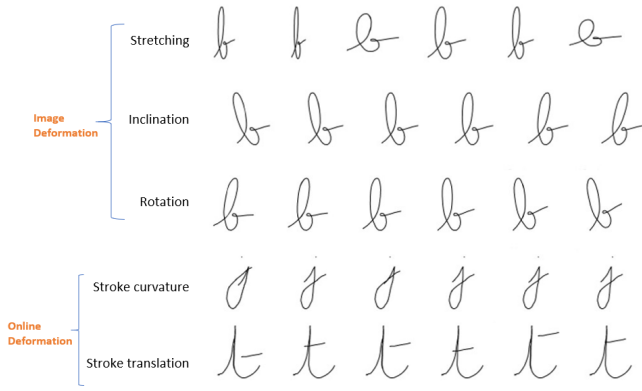 Stretching b b b b b b
Image Deformation
Inclination b b b b b b
Rotation b b b b b b
Stroke curvature j j j j j j
Online Deformation
Stroke translation t t t t t t